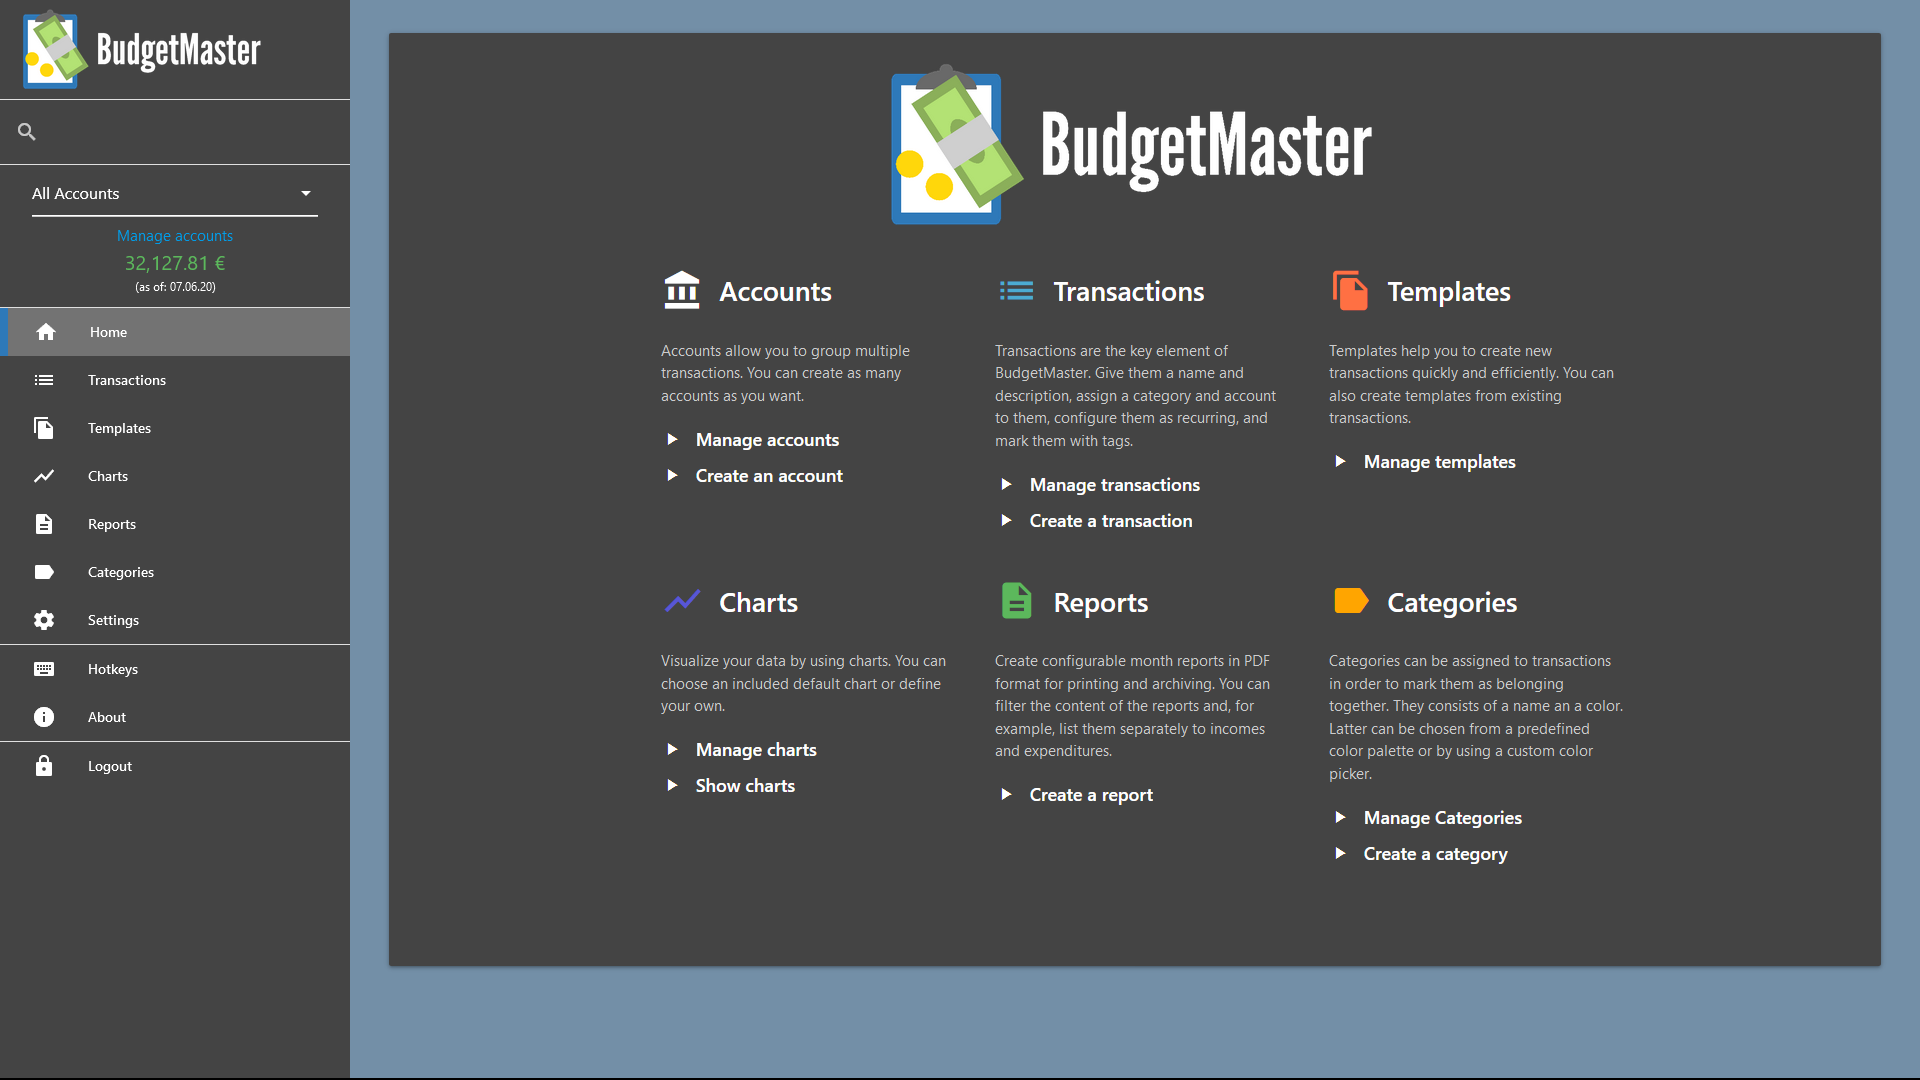 BudgetMaster
All Accounts
Manage accounts
32,127.81 €
(as of: 07.06.20)
Home
Transactions
Templates
Charts
Reports
Categories
Settings
Hotkeys
About
Logout
BudgetMaster
Accounts
Accounts allow you to group multiple
transactions. You can create as many
accounts as you want.
Manage accounts
Create an account
Transactions
Transactions are the key element of
BudgetMaster. Give them a name and
description, assign a category and account
to them, configure them as recurring, and
mark them with tags.
Manage transactions
Create a transaction
Templates
Templates help you to create new
transactions quickly and efficiently. You can
also create templates from existing
transactions.
Manage templates
Charts
Visualize your data by using charts. You can
choose an included default chart or define
your own.
Manage charts
Show charts
Reports
Create configurable month reports in PDF
format for printing and archiving. You can
filter the content of the reports and, for
example, list them separately to incomes
and expenditures.
Create a report
Categories
Categories can be assigned to transactions
in order to mark them as belonging
together. They consists of a name an a color.
Latter can be chosen from a predefined
color palette or by using a custom color
picker.
Manage Categories
Create a category